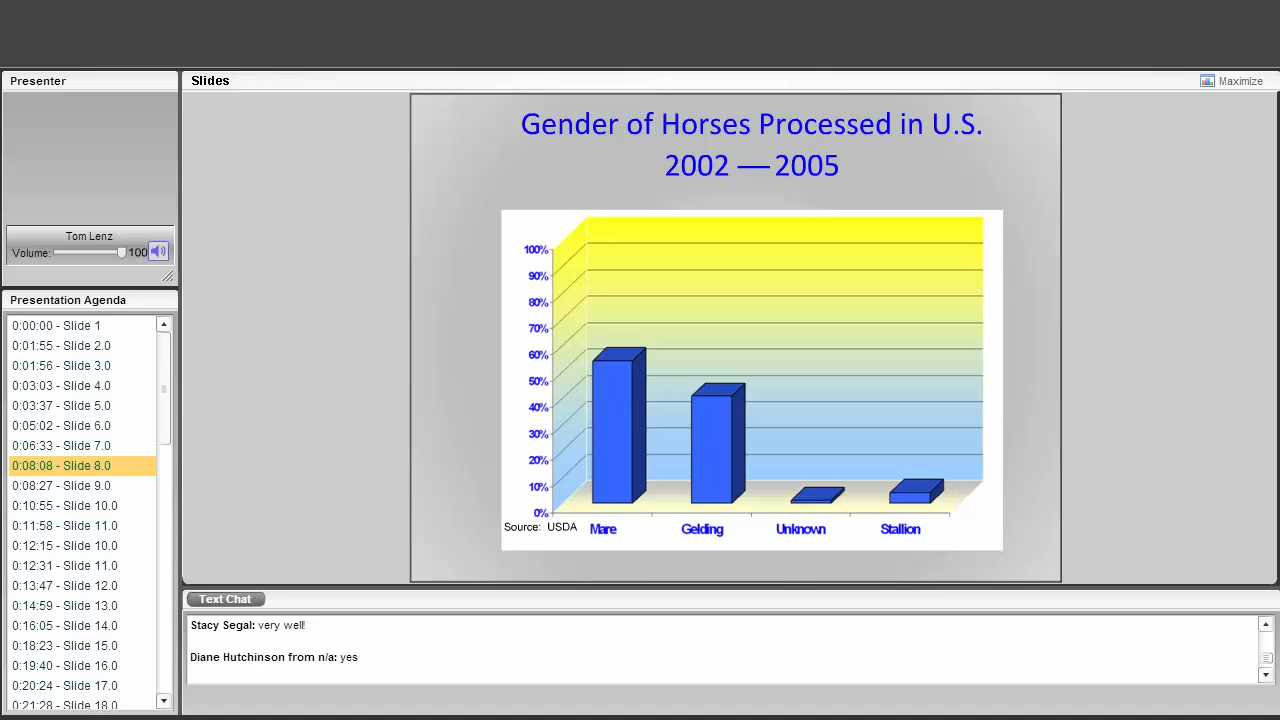 Presenter
Slides
Maximize
Gender of Horses Processed in U.S.
2002 — 2005
Tom Lenz
Volume: 100
Presentation Agenda
0:00:00 - Slide 1
0:01:55 - Slide 2.0
0:01:56 - Slide 3.0
0:03:03 - Slide 4.0
0:03:37 - Slide 5.0
0:05:02 - Slide 6.0
0:06:33 - Slide 7.0
0:08:08 - Slide 8.0
0:08:27 - Slide 9.0
0:10:55 - Slide 10.0
0:11:58 - Slide 11.0
0:12:15 - Slide 10.0
0:12:31 - Slide 11.0
0:13:47 - Slide 12.0
0:14:59 - Slide 13.0
0:16:05 - Slide 14.0
0:18:23 - Slide 15.0
0:19:40 - Slide 16.0
0:20:24 - Slide 17.0
0:21:28 - Slide 18.0
100%
90%
80%
70%
60%
50%
40%
30%
20%
10%
0%
Source: USDA
Mare Gelding Unknown Stallion
Text Chat
Stacy Segal: very well!
Diane Hutchinson from n/a: yes